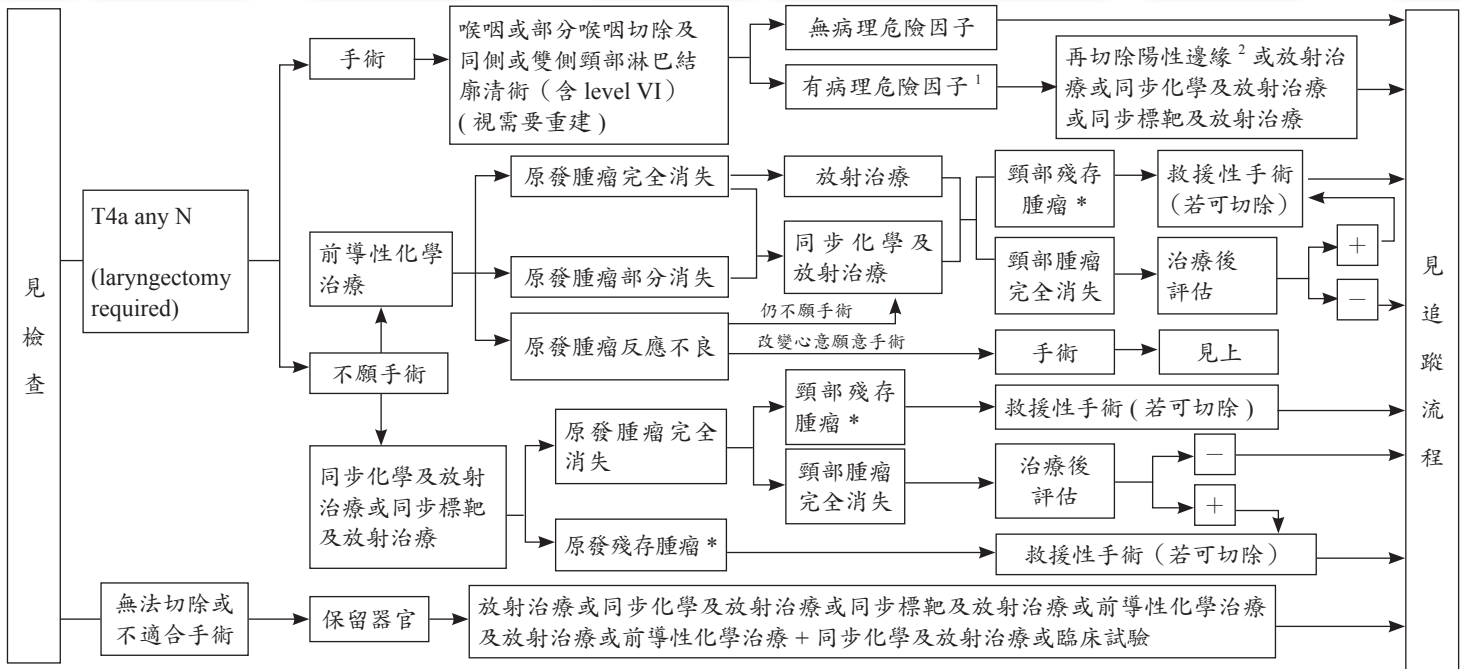 見檢查
T4a any N
(laryngectomy
required)
手術
喉咽或部分喉咽切除及
同側或雙側頸部淋巴結
廓清術（含 level VI）
( 視需要重建 )
無病理危險因子
有病理危險因子 1
再切除陽性邊緣 2 或放射治
療或同步化學及放射治療
或同步標靶及放射治療
前導性化學
治療
不願手術
原發腫瘤完全消失
原發腫瘤部分消失
原發腫瘤反應不良
放射治療
同步化學及
放射治療
仍不願手術
改變心意願意手術
頸部殘存
腫瘤 *
救援性手術
（若可切除）
頸部腫瘤
完全消失
治療後
評估
+
−
手術
見上
同步化學及放射
治療或同步標靶
及放射治療
原發腫瘤完全
消失
原發殘存腫瘤 *
頸部殘存
腫瘤 *
救援性手術 ( 若可切除 )
頸部腫瘤
完全消失
治療後
評估
−
+
救援性手術（若可切除）
無法切除或
不適合手術
保留器官
放射治療或同步化學及放射治療或同步標靶及放射治療或前導性化學治療
及放射治療或前導性化學治療 + 同步化學及放射治療或臨床試驗
見追蹤流程